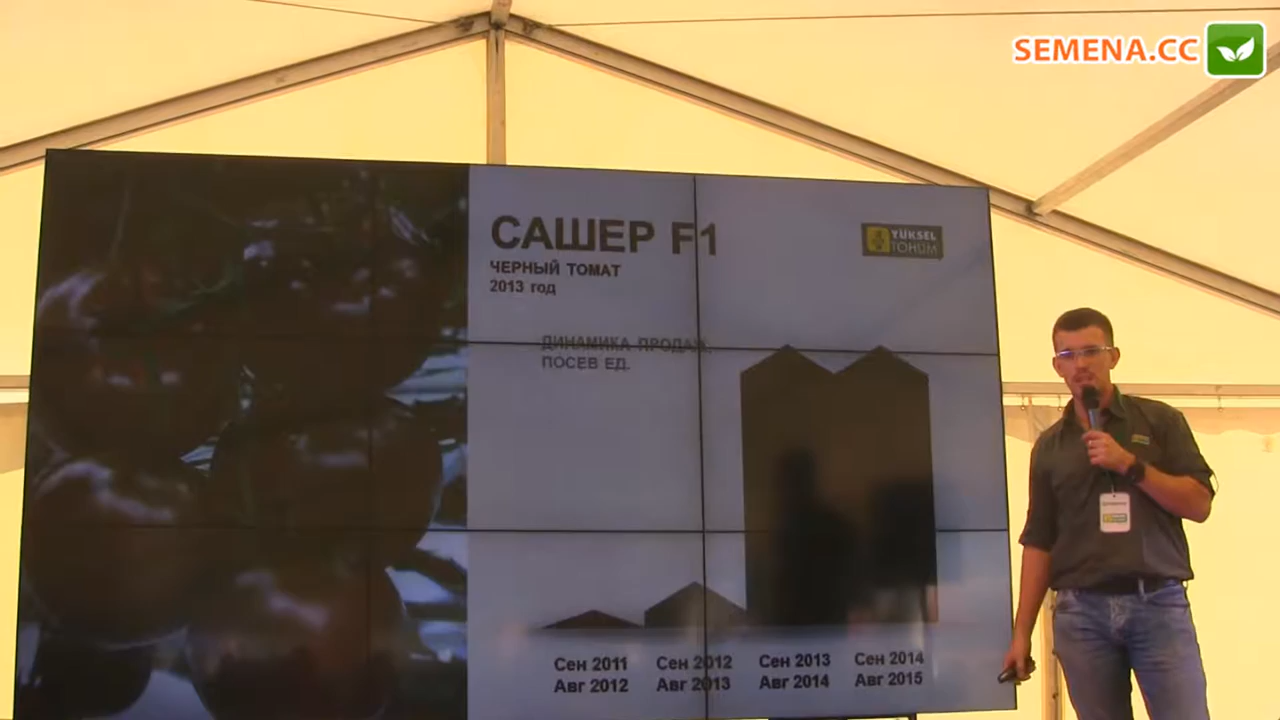 SEMENA.CC
САШЕР F1
ЧЕРНЫЙ ТОМАТ
2013 год
YÜKSEL
TOHUM
ДИНАМИКА ПРОДАЖ,
ПОСЕВ ЕД.
Сен 2011
Авг 2012
Сен 2012
Авг 2013
Сен 2013
Авг 2014
Сен 2014
Авг 2015